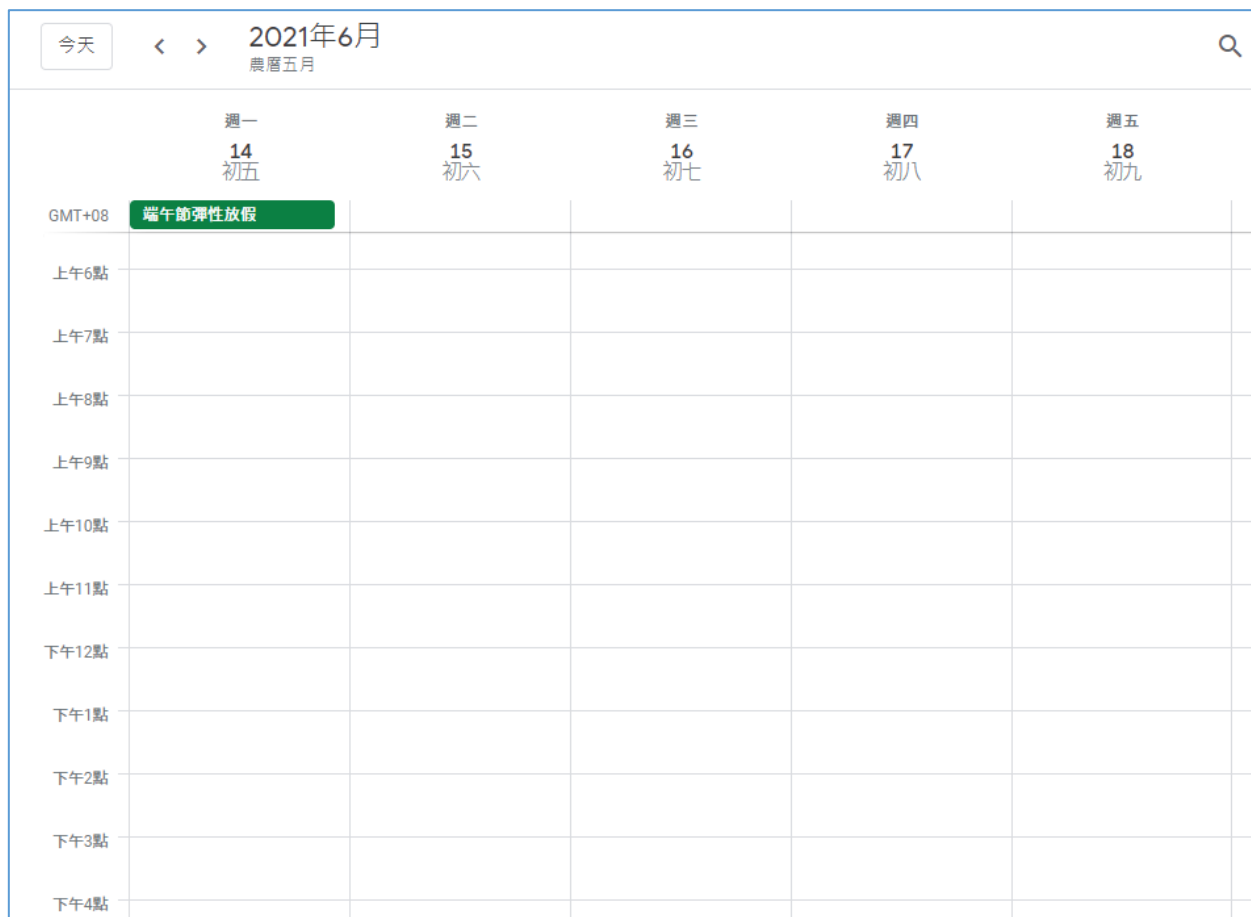 今天
2021年6月
農曆五月
週一 週二 週三 週四 週五
14 15 16 17 18
初五 初六 初七 初八 初九
GMT+08 端午節彈性放假
上午6點
上午7點
上午8點
上午9點
上午10點
上午11點
下午12點
下午1點
下午2點
下午3點
下午4點